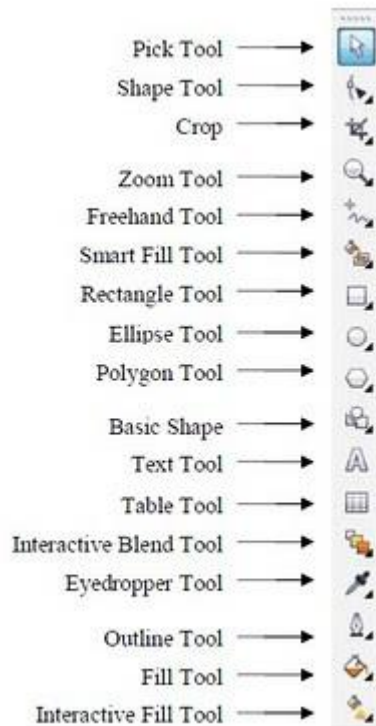 Pick Tool
Shape Tool
Crop
Zoom Tool
Freehand Tool
Smart Fill Tool
Rectangle Tool
Ellipse Tool
Polygon Tool
Basic Shape
Text Tool
Table Tool
Interactive Blend Tool
Eyedropper Tool
Outline Tool
Fill Tool
Interactive Fill Tool